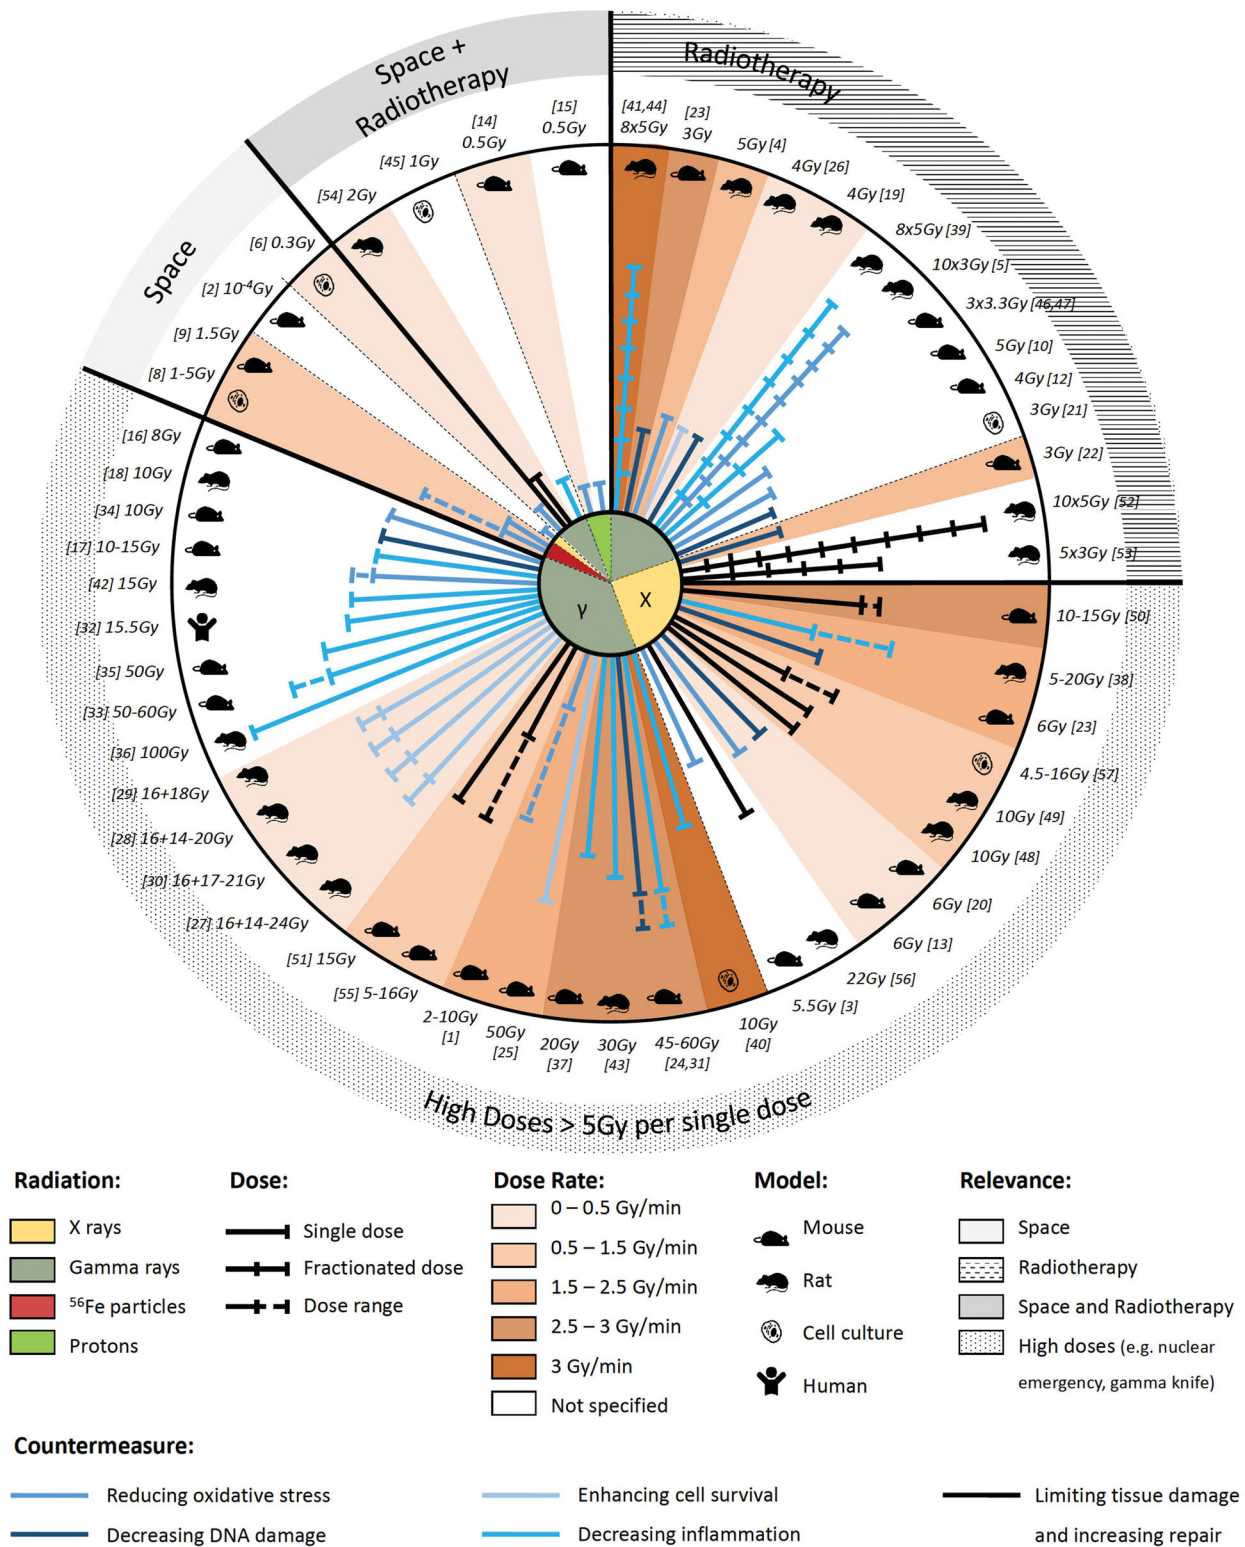 Space +
Radiotherapy
Radiotherapy
Space
[14]
0.5Gy
[15]
0.5Gy
[41,44]
8x5Gy
[23]
3Gy
5Gy [4]
4Gy [26]
4Gy [19]
8x5Gy [39]
10x3Gy [5]
3x3.3Gy [46,47]
5Gy [10]
4Gy [12]
3Gy [21]
3Gy [22]
10x5Gy [52]
5x3Gy [53]
10-15Gy [50]
5-20Gy [38]
6Gy [23]
4.5-16Gy [57]
10Gy [49]
10Gy [48]
6Gy [20]
6Gy [13]
22Gy [56]
5.5Gy [3]
10Gy
[40]
45-60Gy
[24,31]
30Gy
[43]
20Gy
[37]
50Gy
[25]
2-10Gy
[1]
[55] 5-16Gy
[51] 15Gy
[27] 16+14-24Gy
[30] 16+17-21Gy
[28] 16+14-20Gy
[29] 16+18Gy
[36] 100Gy
[33] 50-60Gy
[35] 50Gy
[32] 15.5Gy
[42] 15Gy
[17] 10-15Gy
[34] 10Gy
[18] 10Gy
[16] 8Gy
[8] 1-5Gy
[9] 1.5Gy
[2] 10⁻⁴Gy
[6] 0.3Gy
[54] 2Gy
[45] 1Gy
γ
X
High Doses > 5Gy per single dose
Radiation:
X rays
Gamma rays
⁵⁶Fe particles
Protons
Dose:
Single dose
Fractionated dose
Dose range
Dose Rate:
0 – 0.5 Gy/min
0.5 – 1.5 Gy/min
1.5 – 2.5 Gy/min
2.5 – 3 Gy/min
3 Gy/min
Not specified
Model:
Mouse
Rat
Cell culture
Human
Relevance:
Space
Radiotherapy
Space and Radiotherapy
High doses (e.g. nuclear
emergency, gamma knife)
Countermeasure:
Reducing oxidative stress
Decreasing DNA damage
Enhancing cell survival
Decreasing inflammation
Limiting tissue damage
and increasing repair